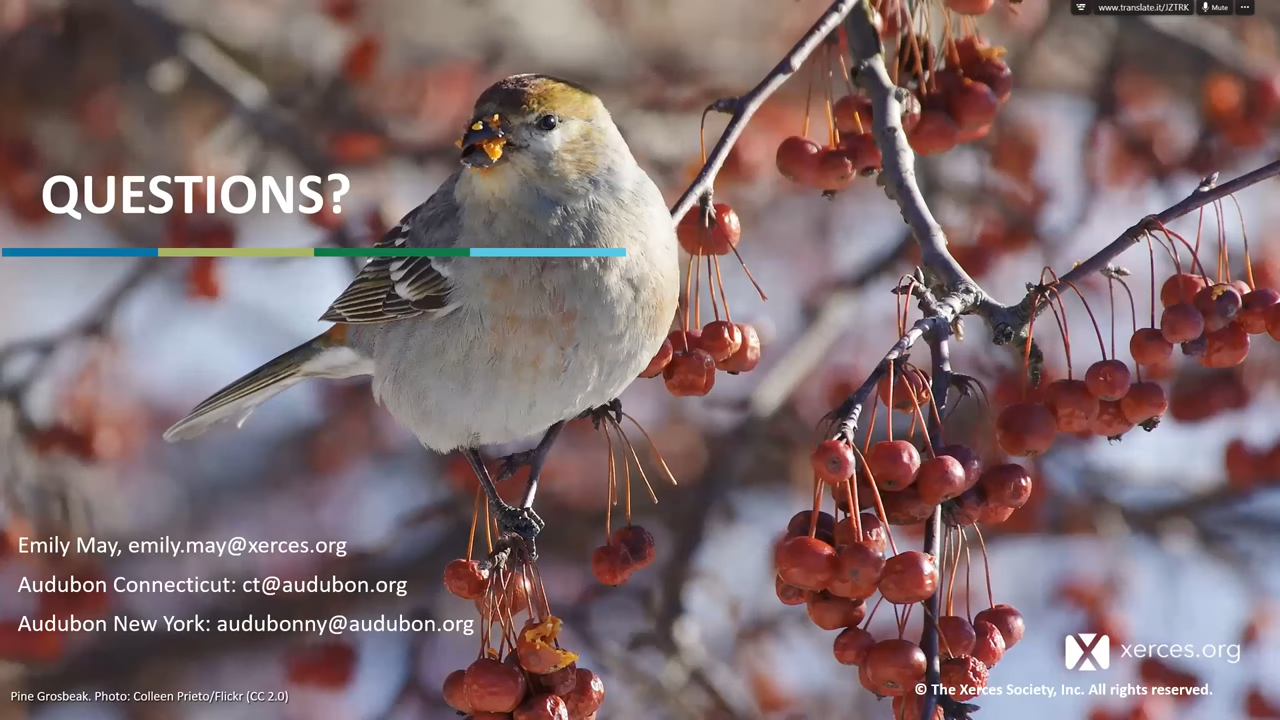 www.translate.it/JZTRK Mute
QUESTIONS?
Emily May, emily.may@xerces.org
Audubon Connecticut: ct@audubon.org
Audubon New York: audubonny@audubon.org
xerces.org
Pine Grosbeak. Photo: Colleen Prieto/Flickr (CC 2.0)
© The Xerces Society, Inc. All rights reserved.